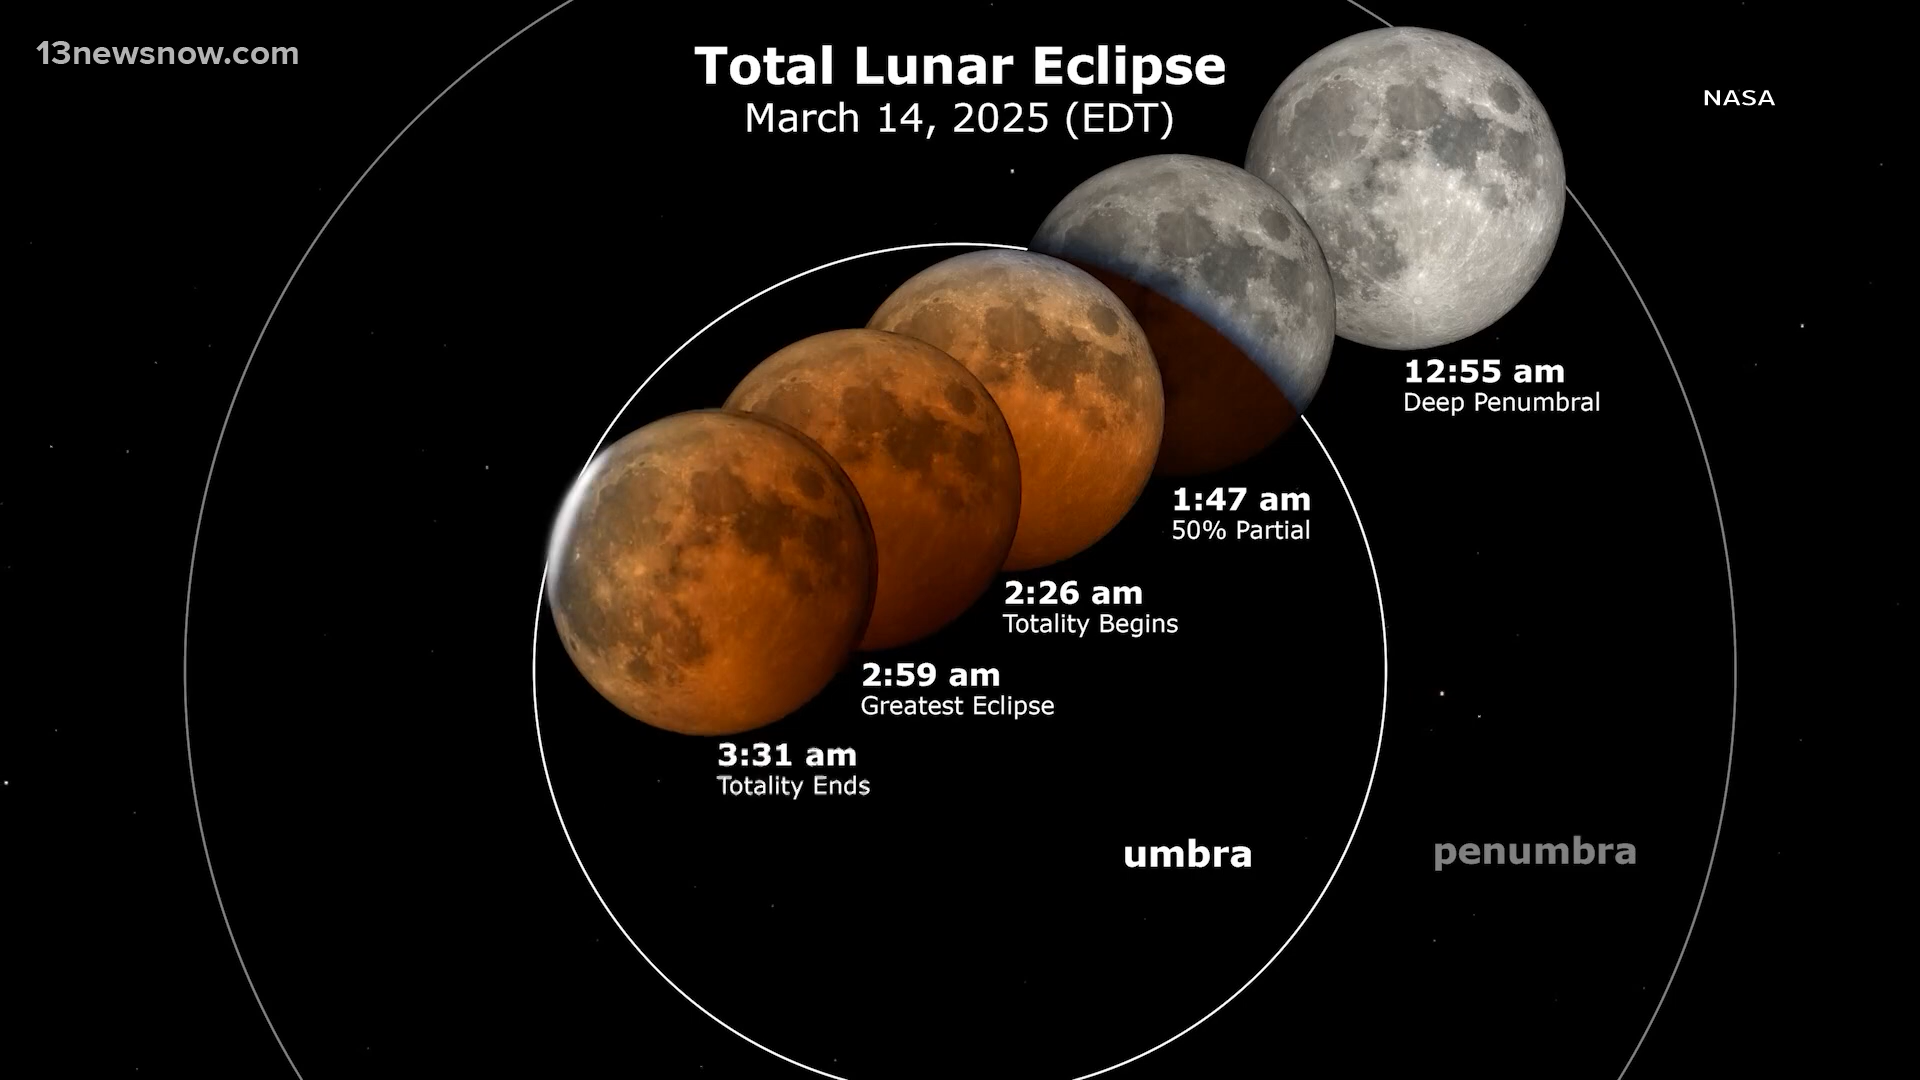 13newsnow.com
Total Lunar Eclipse
March 14, 2025 (EDT)
NASA
12:55 am
Deep Penumbral
1:47 am
50% Partial
2:26 am
Totality Begins
2:59 am
Greatest Eclipse
3:31 am
Totality Ends
umbra
penumbra